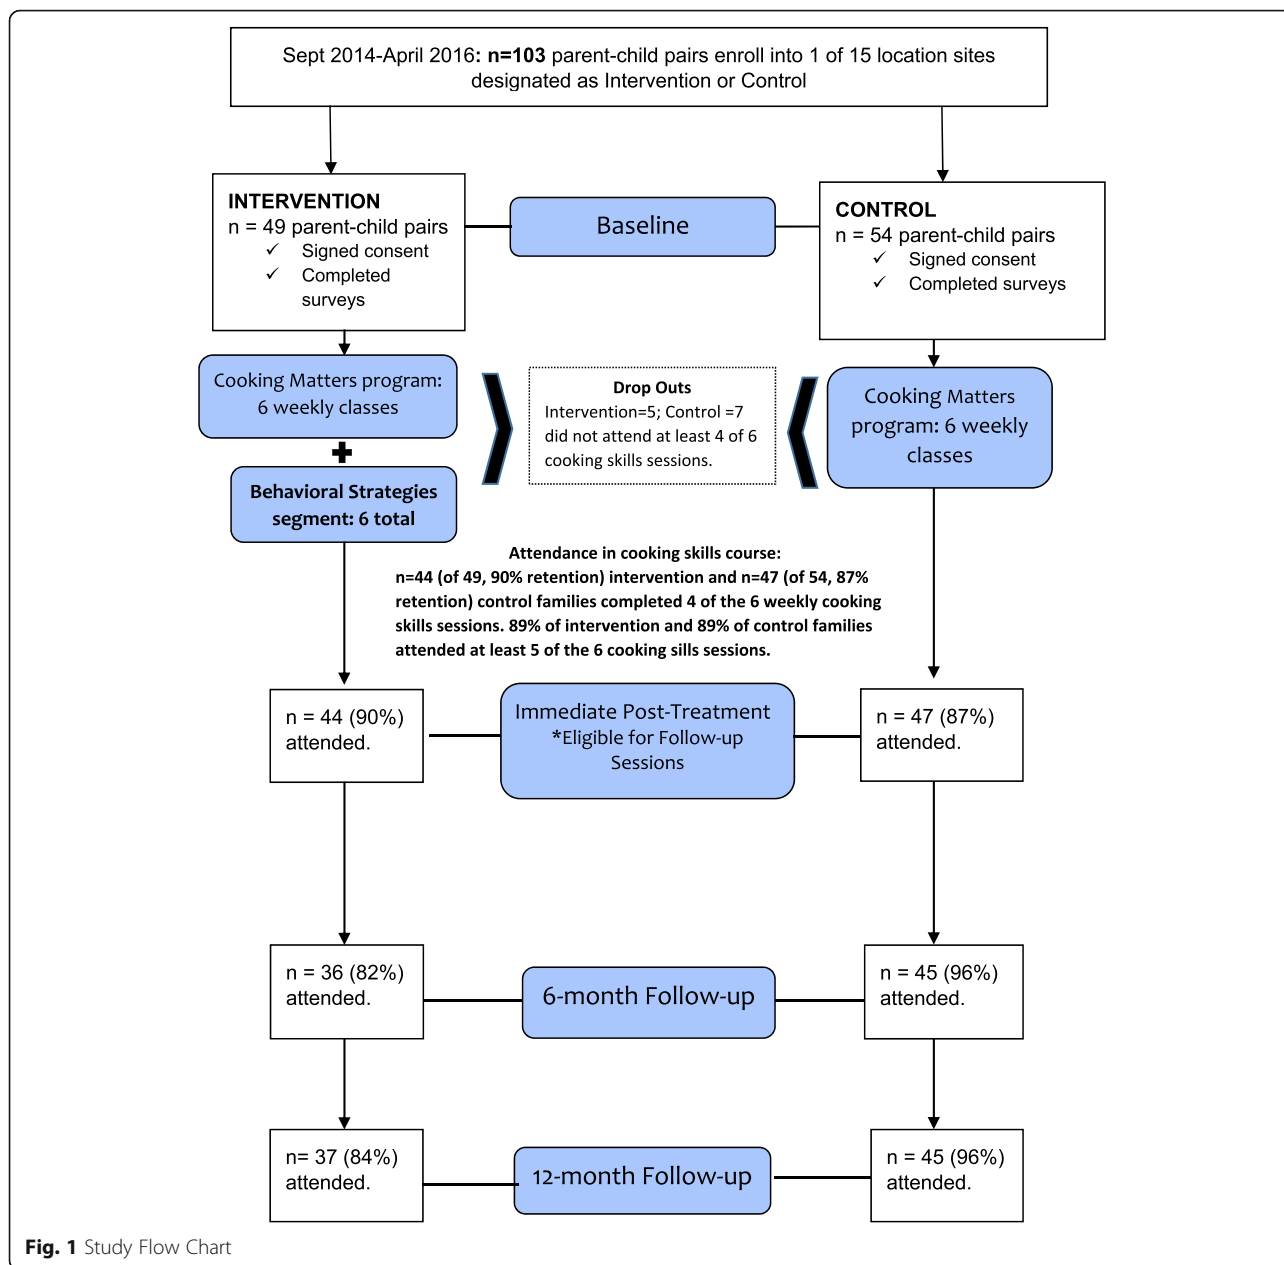 Sept 2014-April 2016: n=103 parent-child pairs enroll into 1 of 15 location sites
designated as Intervention or Control
INTERVENTION
n = 49 parent-child pairs
✓ Signed consent
✓ Completed
surveys
Baseline
CONTROL
n = 54 parent-child pairs
✓ Signed consent
✓ Completed surveys
Cooking Matters program:
6 weekly classes
Behavioral Strategies
segment: 6 total
Drop Outs
Intervention=5; Control =7
did not attend at least 4 of 6
cooking skills sessions.
Cooking Matters
program: 6 weekly
classes
Attendance in cooking skills course:
n=44 (of 49, 90% retention) intervention and n=47 (of 54, 87%
retention) control families completed 4 of the 6 weekly cooking
skills sessions. 89% of intervention and 89% of control families
attended at least 5 of the 6 cooking sills sessions.
n = 44 (90%)
attended.
Immediate Post-Treatment
*Eligible for Follow-up
Sessions
n = 47 (87%)
attended.
n = 36 (82%)
attended.
6-month Follow-up
n = 45 (96%)
attended.
n= 37 (84%)
attended.
12-month Follow-up
n = 45 (96%)
attended.
Fig. 1 Study Flow Chart